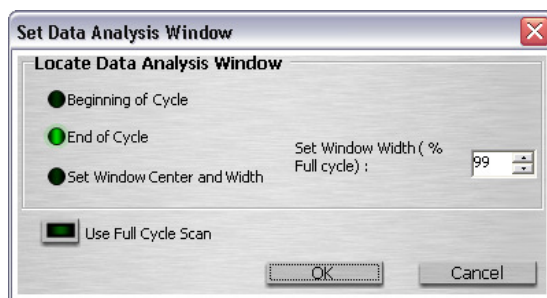 Set Data Analysis Window
Locate Data Analysis Window
Beginning of Cycle
End of Cycle
Set Window Center and Width
Set Window Width ( %
Full cycle) :
99
Use Full Cycle Scan
OK
Cancel